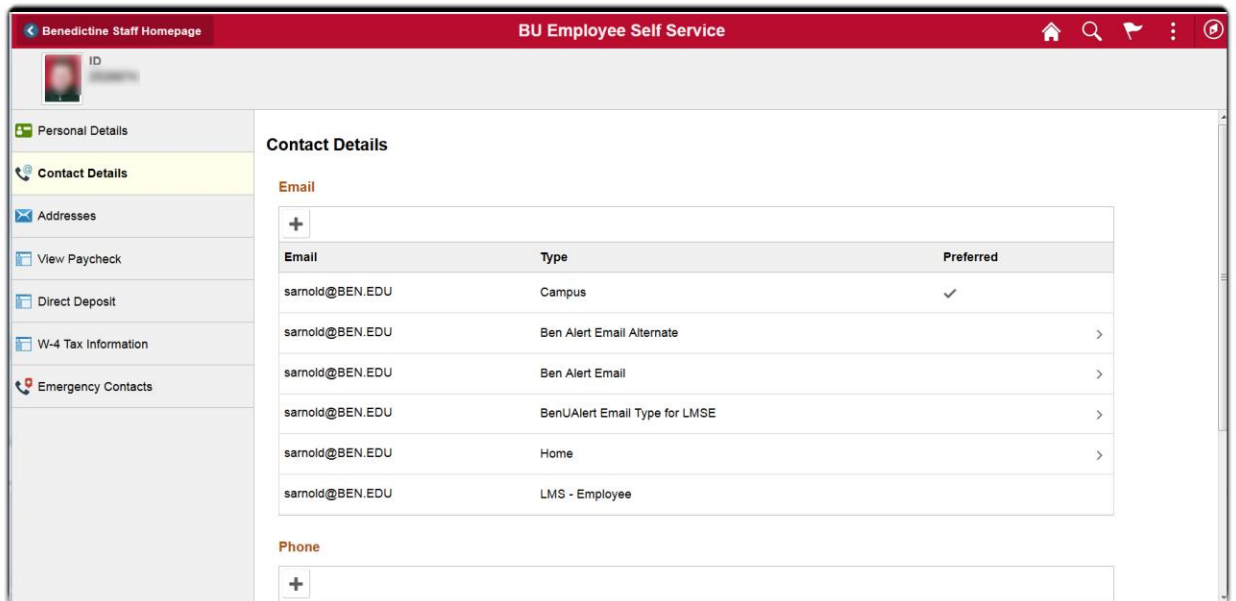 Benedictine Staff Homepage BU Employee Self Service
ID
Personal Details
Contact Details
Addresses
View Paycheck
Direct Deposit
W-4 Tax Information
Emergency Contacts
Contact Details
Email
Email Type Preferred
sarnold@BEN.EDU Campus
sarnold@BEN.EDU Ben Alert Email Alternate
sarnold@BEN.EDU Ben Alert Email
sarnold@BEN.EDU BenUAlert Email Type for LMSE
sarnold@BEN.EDU Home
sarnold@BEN.EDU LMS - Employee
Phone